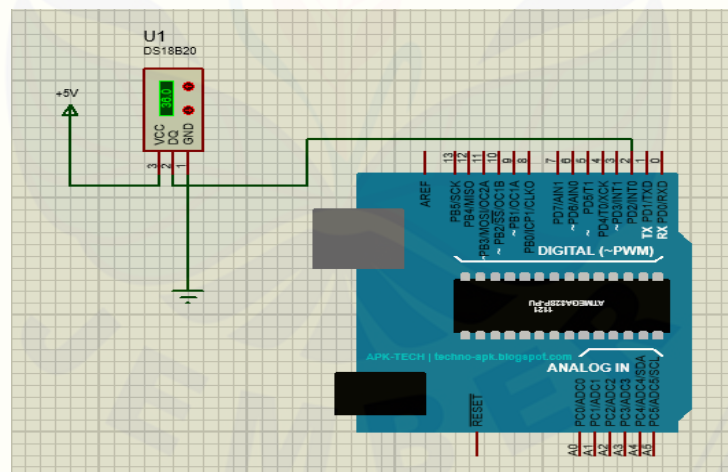 U1
DS18B20
+5V
36.0
VCC
DQ
GND
3
2
1
13
12
11
10
9
8
7
6
5
4
3
2
1
0
AREF
PB5/SCK
PB4/MISO
~PB3/MOSI/OC2A
~PB2/SS/OC1B
~PB1/OC1A
PB0/ICP1/CLKO
PD7/AIN1
~PD6/AIN0
~PD5/T1
PD4/T0/XCK
~PD3/INT1
PD2/INT0
TX PD1/TXD
RX PD0/RXD
DIGITAL (~PWM)
1121
ATMEGA328P-PU
APK-TECH | techno-apk.blogspot.com
ANALOG IN
RESET
PC0/ADC0
PC1/ADC1
PC2/ADC2
PC3/ADC3
PC4/ADC4/SDA
PC5/ADC5/SCL
A0
A1
A2
A3
A4
A5